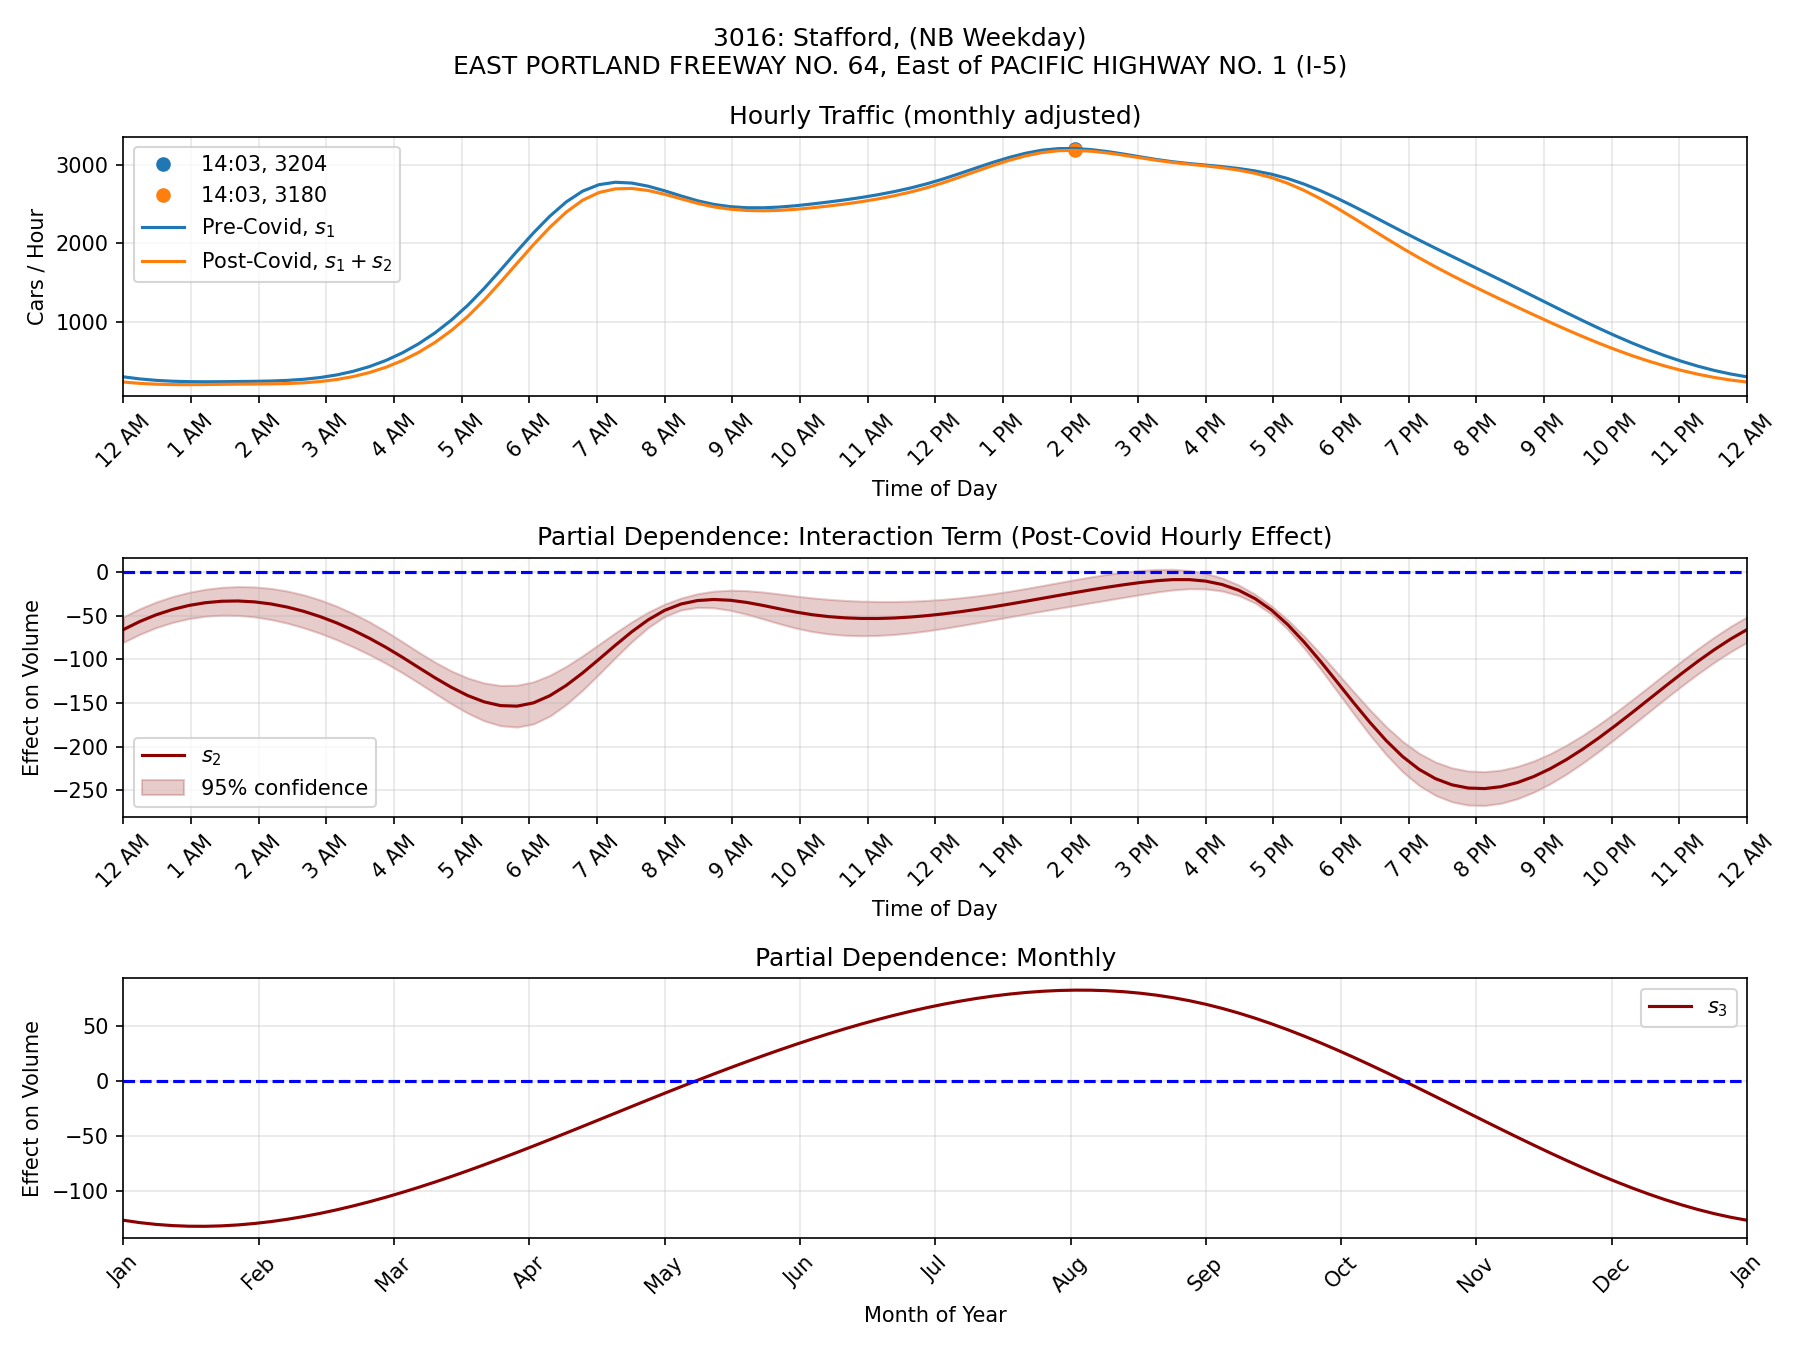 3016: Stafford, (NB Weekday)
EAST PORTLAND FREEWAY NO. 64, East of PACIFIC HIGHWAY NO. 1 (I-5)
Hourly Traffic (monthly adjusted)
14:03, 3204
14:03, 3180
Pre-Covid, s₁
Post-Covid, s₁ + s₂
Cars / Hour
3000
2000
1000
12 AM 1 AM 2 AM 3 AM 4 AM 5 AM 6 AM 7 AM 8 AM 9 AM 10 AM 11 AM 12 PM 1 PM 2 PM 3 PM 4 PM 5 PM 6 PM 7 PM 8 PM 9 PM 10 PM 11 PM 12 AM
Time of Day
Partial Dependence: Interaction Term (Post-Covid Hourly Effect)
Effect on Volume
0
−50
−100
−150
−200
−250
s₂
95% confidence
12 AM 1 AM 2 AM 3 AM 4 AM 5 AM 6 AM 7 AM 8 AM 9 AM 10 AM 11 AM 12 PM 1 PM 2 PM 3 PM 4 PM 5 PM 6 PM 7 PM 8 PM 9 PM 10 PM 11 PM 12 AM
Time of Day
Partial Dependence: Monthly
s₃
Effect on Volume
50
0
−50
−100
Jan Feb Mar Apr May Jun Jul Aug Sep Oct Nov Dec Jan
Month of Year